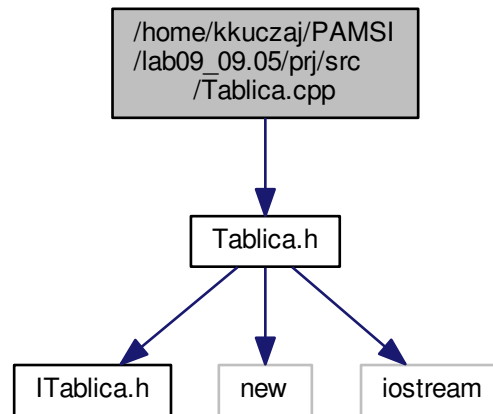 /home/kkuczaj/PAMSI
/lab09_09.05/prj/src
/Tablica.cpp
Tablica.h
ITablica.h
new
iostream